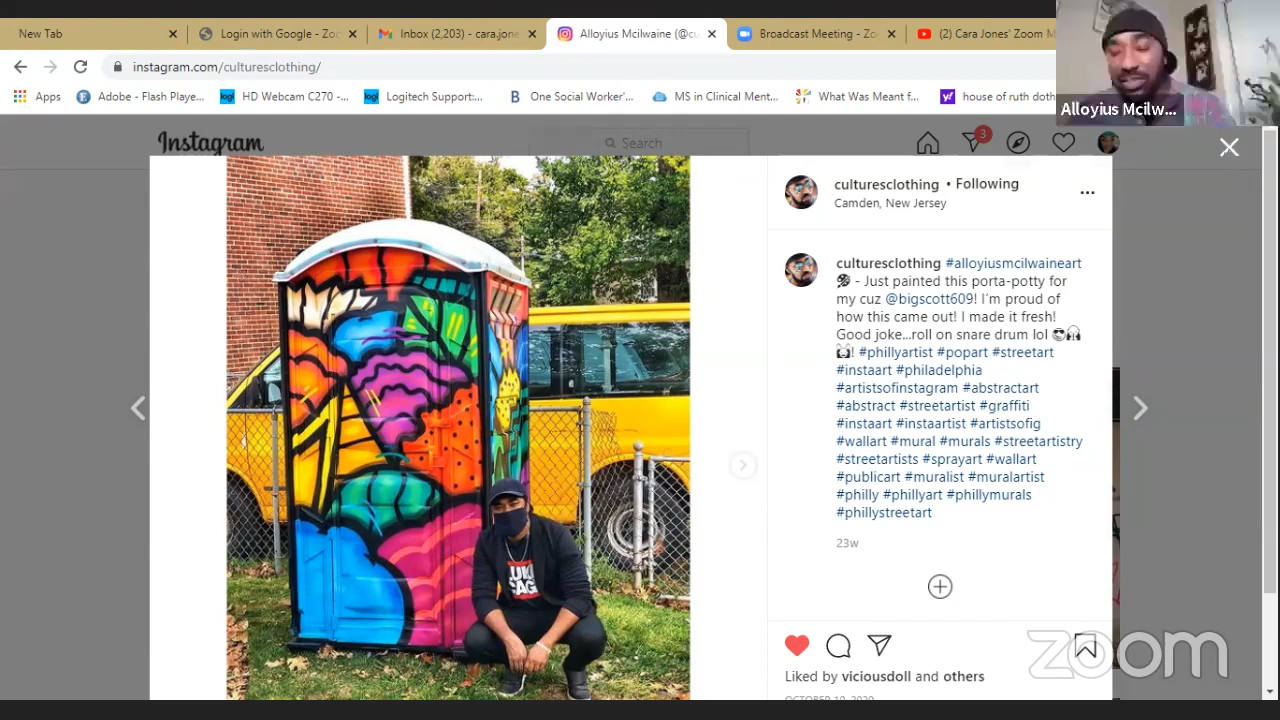 New Tab
Login with Google - Zoo
Inbox (2,203) - cara.jone
Alloyius Mcilwaine (@cu
Broadcast Meeting - Zo
(2) Cara Jones' Zoom M
instagram.com/culturesclothing/
Apps
Adobe - Flash Playe...
HD Webcam C270 -...
Logitech Support:...
One Social Worker'...
MS in Clinical Ment...
What Was Meant f...
house of ruth doth
Alloyius Mcilw...
Instagram
Search
3
culturesclothing • Following
Camden, New Jersey
culturesclothing #alloyiusmcilwaineart
- Just painted this porta-potty for
my cuz @bigscott609! I'm proud of
how this came out! I made it fresh!
Good joke...roll on snare drum lol 😎
! #phillyartist #popart #streetart
#instaart #philadelphia
#artistsofinstagram #abstractart
#abstract #streetartist #graffiti
#instaart #instaartist #artistsofig
#wallart #mural #murals #streetartistry
#streetartists #sprayart #wallart
#publicart #muralist #muralartist
#philly #phillyart #phillymurals
#phillystreetart
23w
Liked by viciousdoll and others
OCTOBER 10, 2020
zoom